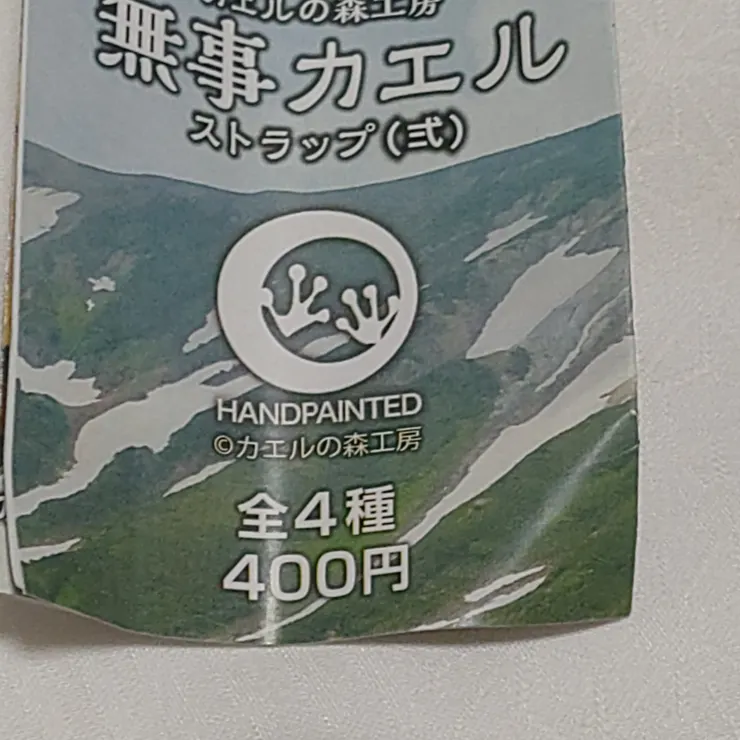 カエルの森工房
無事カエル
ストラップ(弐)
HANDPAINTED
©カエルの森工房
全4種
400円